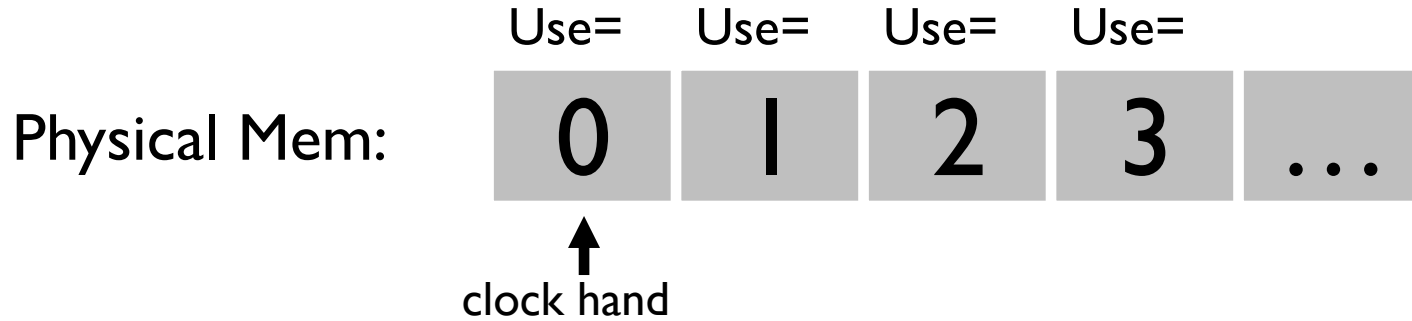 Use= Use= Use= Use=
Physical Mem: 0 1 2 3 ...
clock hand